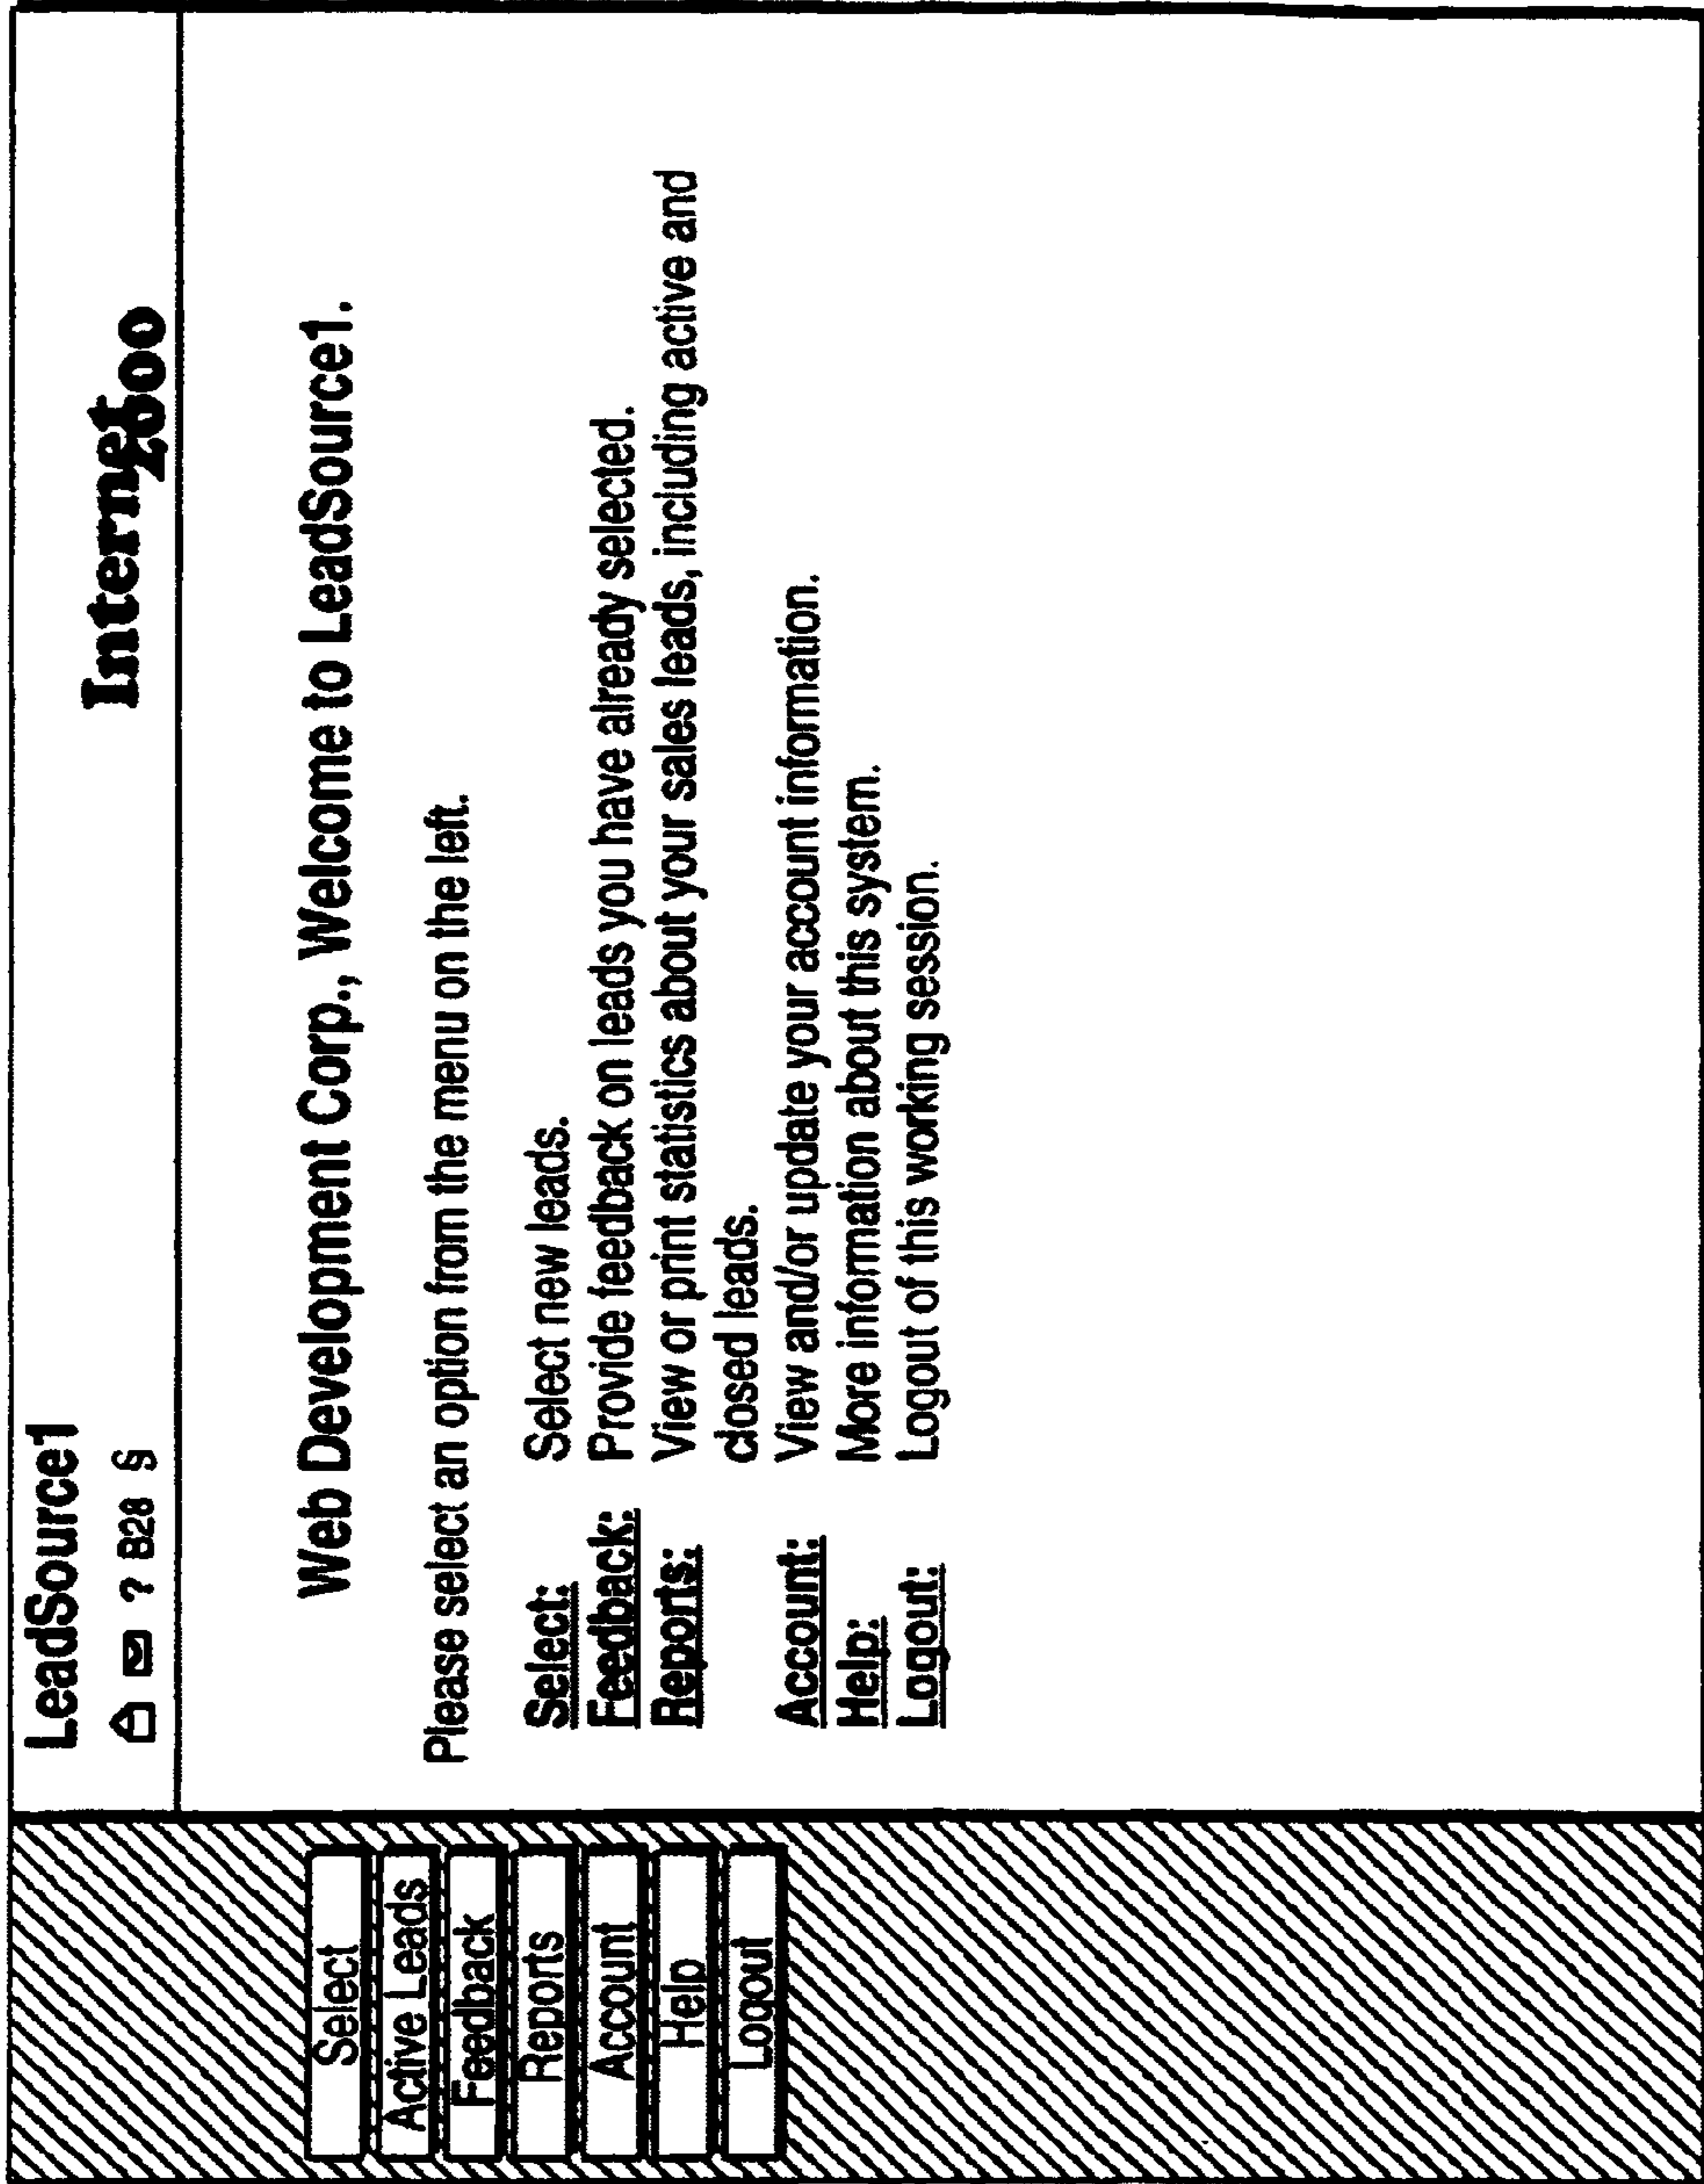 LeadSource1
? B28 §
Internet
2000
Select
Active Leads
Feedback
Reports
Account
Help
Logout
Web Development Corp., Welcome to LeadSource1.
Please select an option from the menu on the left.
Select: Select new leads.
Feedback: Provide feedback on leads you have already selected.
Reports: View or print statistics about your sales leads, including active and
closed leads.
Account: View and/or update your account information.
Help: More information about this system.
Logout: Logout of this working session.